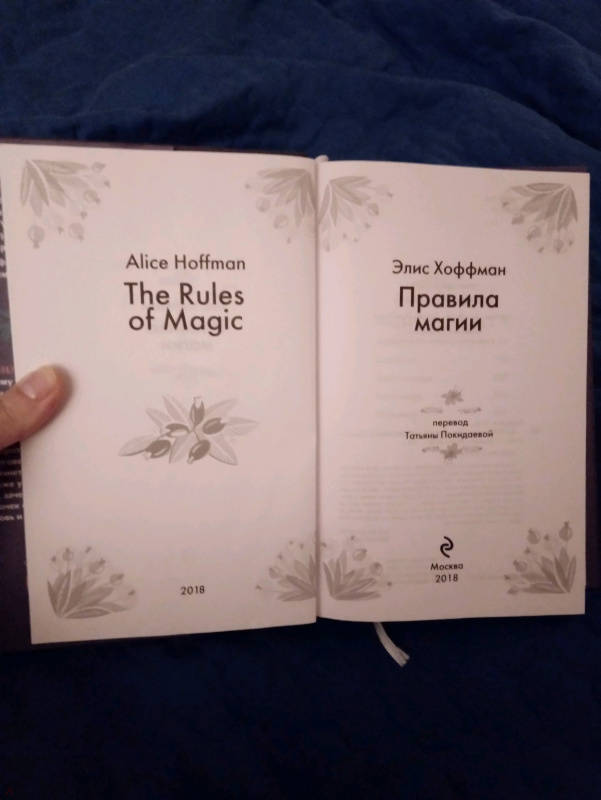 Alice Hoffman
The Rules
of Magic
2018
Элис Хоффман
Правила
магии
перевод
Татьяны Покидаевой
Москва
2018